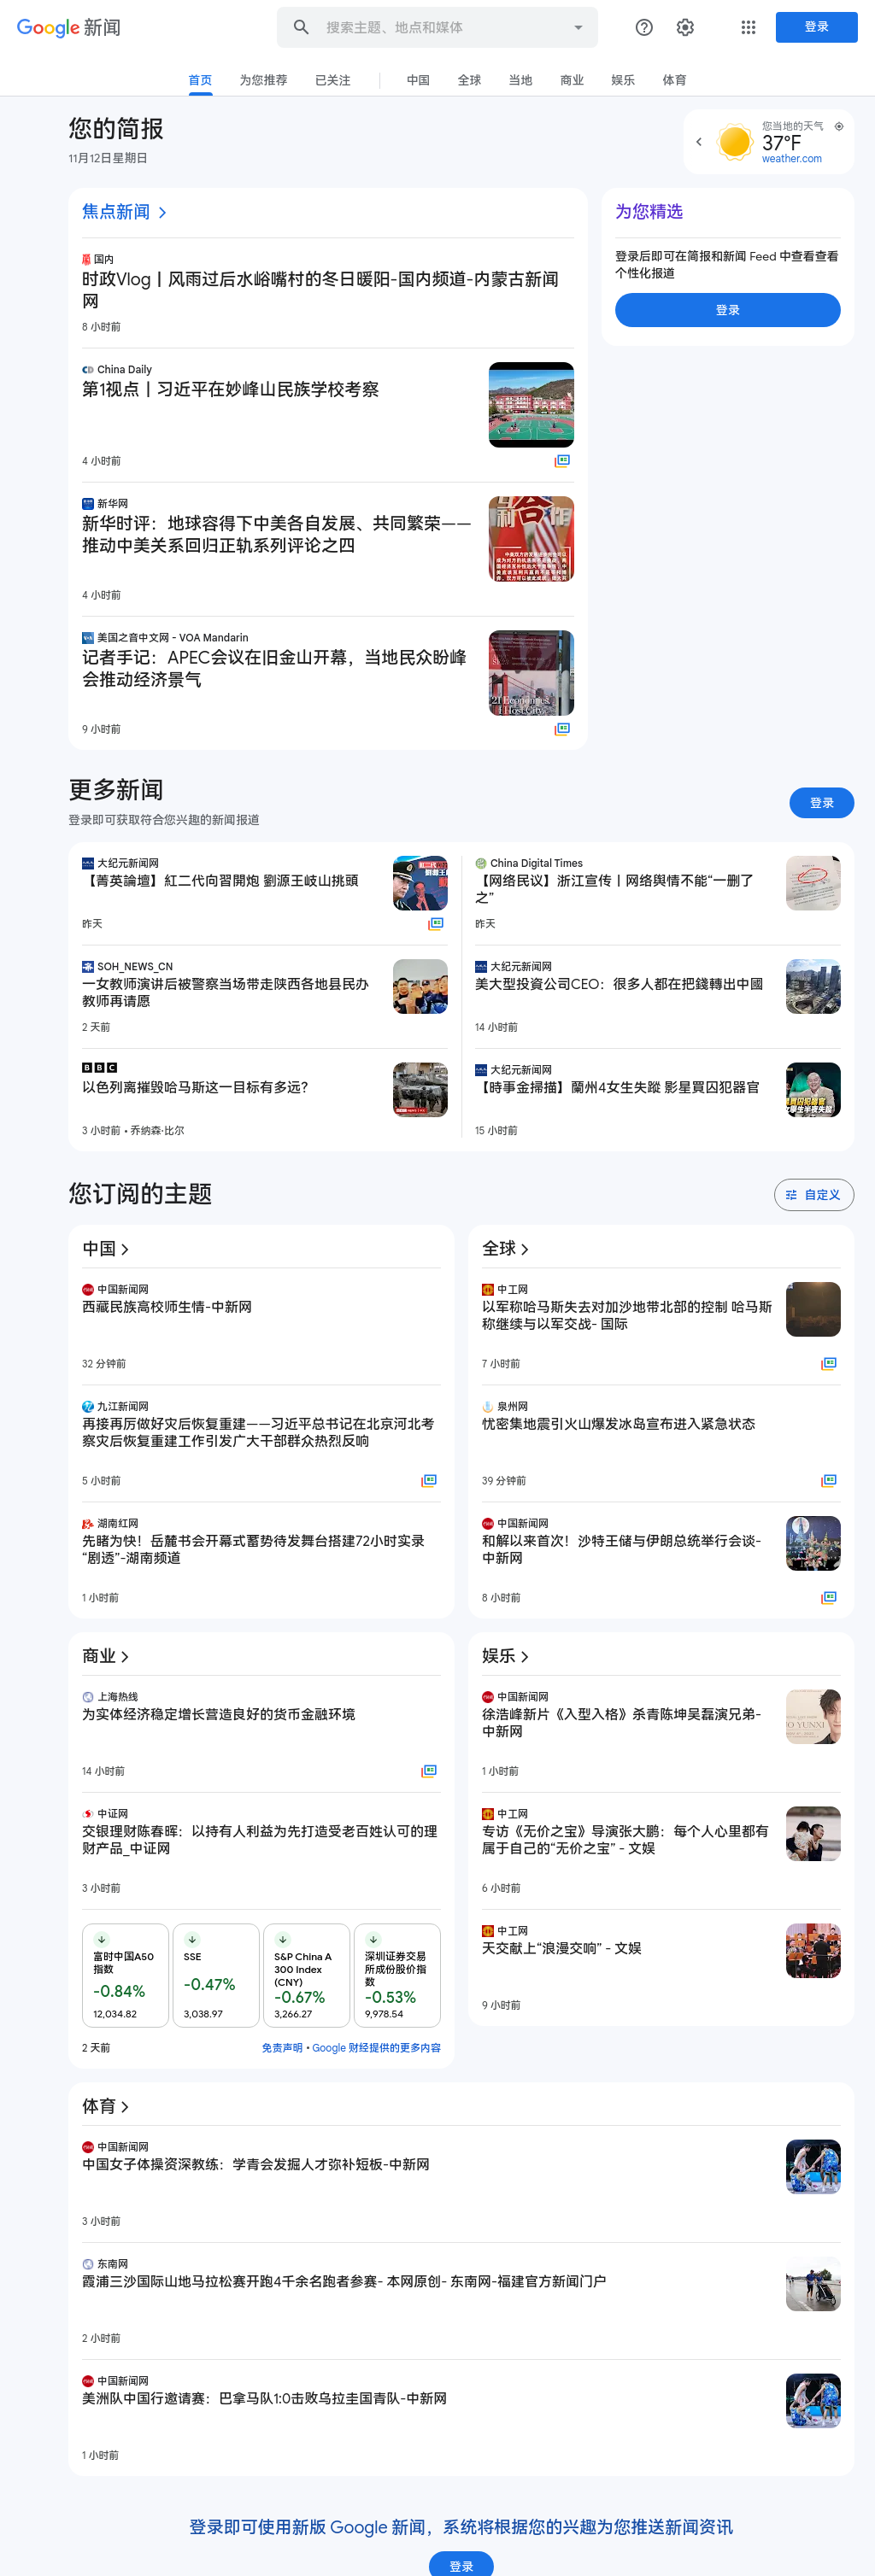 Google 新闻
搜索主题、地点和媒体
登录
首页
为您推荐
已关注
中国
全球
当地
商业
娱乐
体育
您的简报
11月12日星期日
您当地的天气
37°F
weather.com
焦点新闻
国内
时政Vlog丨风雨过后水峪嘴村的冬日暖阳-国内频道-内蒙古新闻
网
8 小时前
China Daily
第1视点丨习近平在妙峰山民族学校考察
4 小时前
新华网
新华时评：地球容得下中美各自发展、共同繁荣——
推动中美关系回归正轨系列评论之四
4 小时前
美国之音中文网 - VOA Mandarin
记者手记：APEC会议在旧金山开幕，当地民众盼峰
会推动经济景气
9 小时前
为您精选
登录后即可在简报和新闻 Feed 中查看查看
个性化报道
登录
更多新闻
登录即可获取符合您兴趣的新闻报道
登录
大纪元新闻网
【菁英論壇】紅二代向習開炮 劉源王岐山挑頭
昨天
SOH_NEWS_CN
一女教师演讲后被警察当场带走陕西各地县民办
教师再请愿
2 天前
BBC
以色列离摧毁哈马斯这一目标有多远？
3 小时前 • 乔纳森·比尔
China Digital Times
【网络民议】浙江宣传丨网络舆情不能“一删了
之”
昨天
大纪元新闻网
美大型投資公司CEO：很多人都在把錢轉出中國
14 小时前
大纪元新闻网
【時事金掃描】蘭州4女生失蹤 影星買囚犯器官
15 小时前
您订阅的主题
自定义
中国
中国新闻网
西藏民族高校师生情-中新网
32 分钟前
九江新闻网
再接再厉做好灾后恢复重建——习近平总书记在北京河北考
察灾后恢复重建工作引发广大干部群众热烈反响
5 小时前
湖南红网
先睹为快！岳麓书会开幕式蓄势待发舞台搭建72小时实录
“剧透”-湖南频道
1 小时前
全球
中工网
以军称哈马斯失去对加沙地带北部的控制 哈马斯
称继续与以军交战- 国际
7 小时前
泉州网
忧密集地震引火山爆发冰岛宣布进入紧急状态
39 分钟前
中国新闻网
和解以来首次！沙特王储与伊朗总统举行会谈-
中新网
8 小时前
商业
上海热线
为实体经济稳定增长营造良好的货币金融环境
14 小时前
中证网
交银理财陈春晖：以持有人利益为先打造受老百姓认可的理
财产品_中证网
3 小时前
富时中国A50
指数
-0.84%
12,034.82
SSE
-0.47%
3,038.97
S&P China A
300 Index
(CNY)
-0.67%
3,266.27
深圳证券交易
所成份股价指
数
-0.53%
9,978.54
2 天前
免责声明 • Google 财经提供的更多内容
娱乐
中国新闻网
徐浩峰新片《入型入格》杀青陈坤吴磊演兄弟-
中新网
1 小时前
中工网
专访《无价之宝》导演张大鹏：每个人心里都有
属于自己的“无价之宝” - 文娱
6 小时前
中工网
天交献上“浪漫交响” - 文娱
9 小时前
体育
中国新闻网
中国女子体操资深教练：学青会发掘人才弥补短板-中新网
3 小时前
东南网
霞浦三沙国际山地马拉松赛开跑4千余名跑者参赛- 本网原创- 东南网-福建官方新闻门户
2 小时前
中国新闻网
美洲队中国行邀请赛：巴拿马队1:0击败乌拉圭国青队-中新网
1 小时前
登录即可使用新版 Google 新闻，系统将根据您的兴趣为您推送新闻资讯
登录